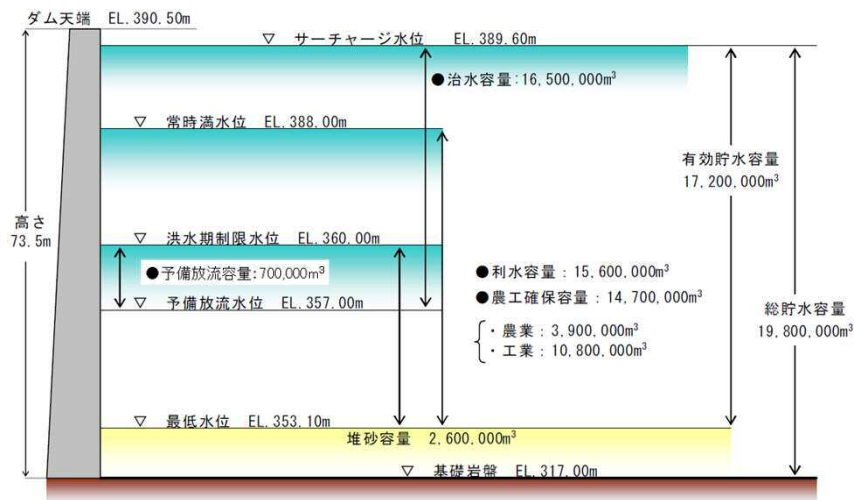 ダム天端 EL.390.50m
▽ サーチャージ水位 EL.389.60m
●治水容量:16,500,000m³
▽ 常時満水位 EL.388.00m
有効貯水容量
17,200,000m³
高さ
73.5m
▽ 洪水期制限水位 EL.360.00m
●予備放流容量:700,000m³
●利水容量:15,600,000m³
●農工確保容量:14,700,000m³
▽ 予備放流水位 EL.357.00m
総貯水容量
19,800,000m³
・農業:3,900,000m³
・工業:10,800,000m³
▽ 最低水位 EL.353.10m
堆砂容量 2,600,000m³
▽ 基礎岩盤 EL.317.00m